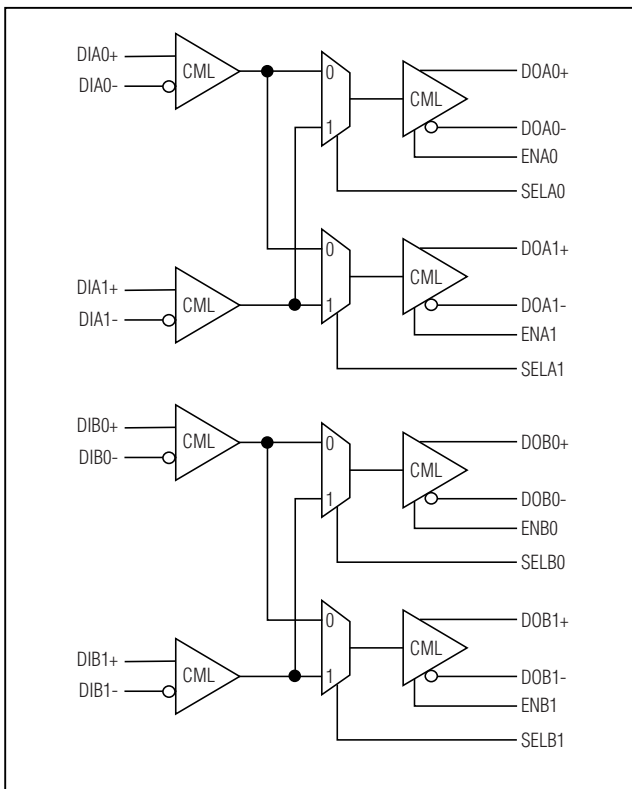 DIA0+
DIA0-
CML
0
1
CML
DOA0+
DOA0-
ENA0
SELA0
DIA1+
DIA1-
CML
0
1
CML
DOA1+
DOA1-
ENA1
SELA1
DIB0+
DIB0-
CML
0
1
CML
DOB0+
DOB0-
ENB0
SELB0
DIB1+
DIB1-
CML
0
1
CML
DOB1+
DOB1-
ENB1
SELB1